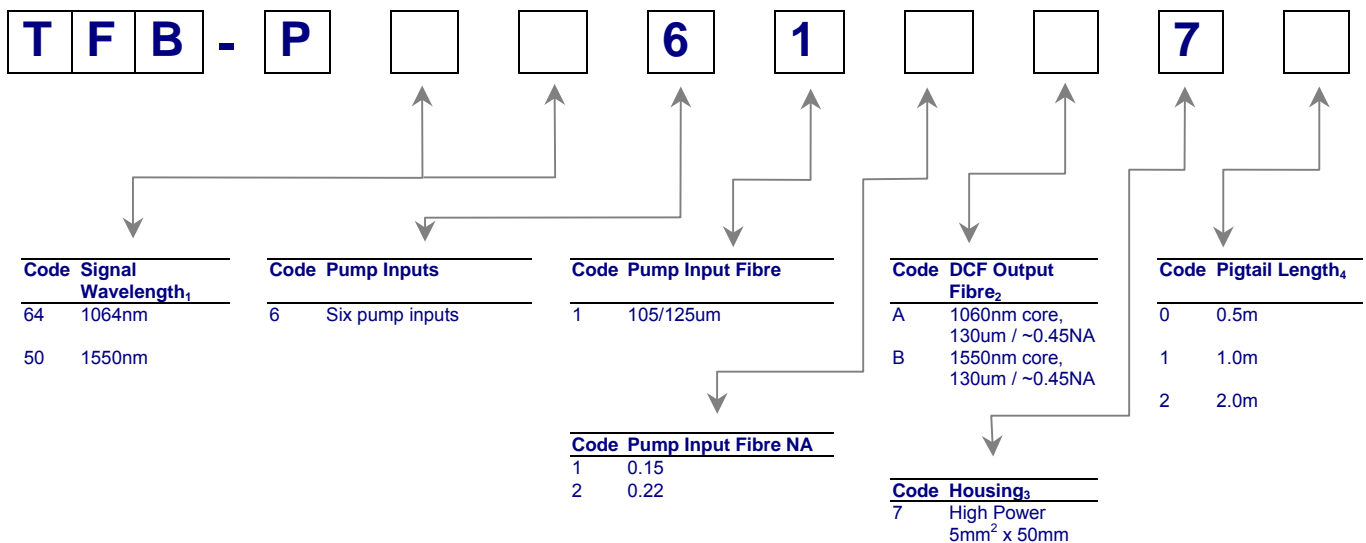 T F B - P 6 1 7
Code Signal Wavelength1
64 1064nm
50 1550nm
Code Pump Inputs
6 Six pump inputs
Code Pump Input Fibre
1 105/125um
Code DCF Output Fibre2
A 1060nm core,
130um / ~0.45NA
B 1550nm core,
130um / ~0.45NA
Code Pigtail Length4
0 0.5m
1 1.0m
2 2.0m
Code Pump Input Fibre NA
1 0.15
2 0.22
Code Housing3
7 High Power
5mm2 x 50mm